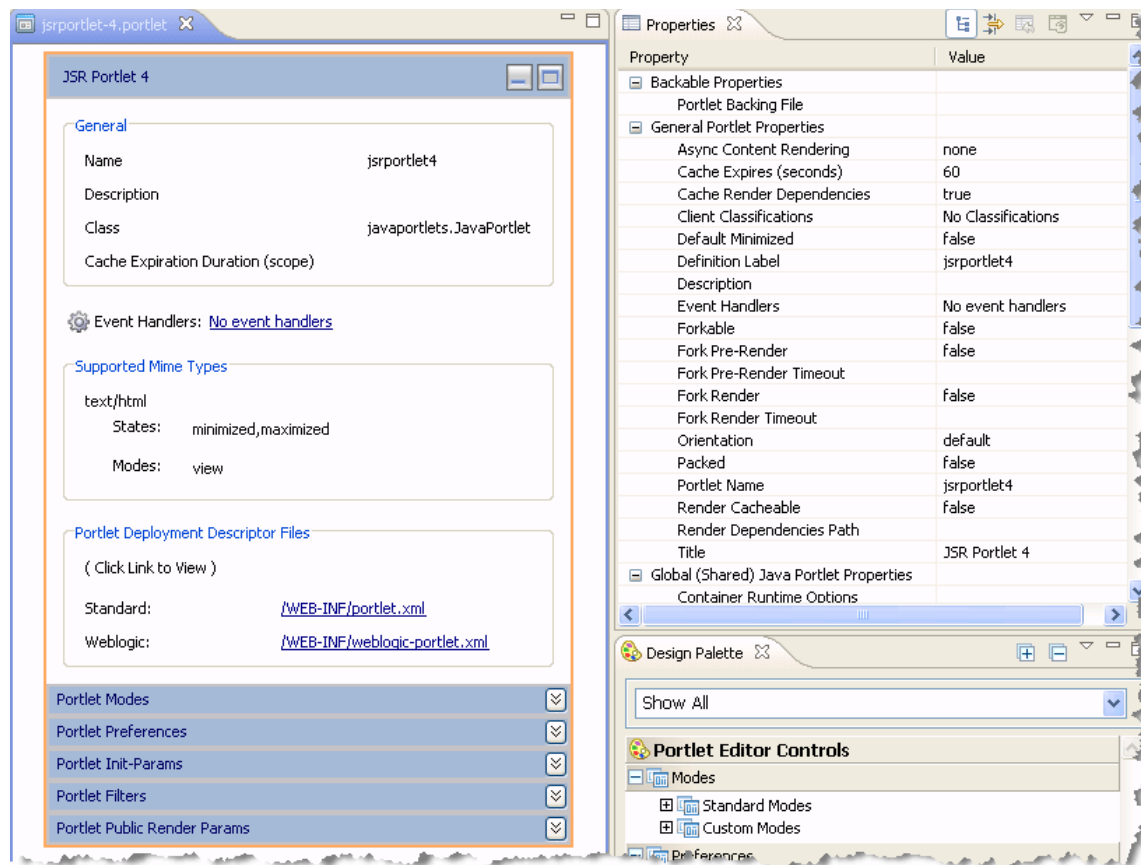 jsrportlet-4.portlet
JSR Portlet 4
General
Name jsrportlet4
Description
Class javaportlets.JavaPortlet
Cache Expiration Duration (scope)
Event Handlers: No event handlers
Supported Mime Types
text/html
States: minimized,maximized
Modes: view
Portlet Deployment Descriptor Files
( Click Link to View )
Standard: /WEB-INF/portlet.xml
Weblogic: /WEB-INF/weblogic-portlet.xml
Portlet Modes
Portlet Preferences
Portlet Init-Params
Portlet Filters
Portlet Public Render Params
Properties
Property Value
Backable Properties
Portlet Backing File
General Portlet Properties
Async Content Rendering none
Cache Expires (seconds) 60
Cache Render Dependencies true
Client Classifications No Classifications
Default Minimized false
Definition Label jsrportlet4
Description
Event Handlers No event handlers
Forkable false
Fork Pre-Render false
Fork Pre-Render Timeout
Fork Render false
Fork Render Timeout
Orientation default
Packed false
Portlet Name jsrportlet4
Render Cacheable false
Render Dependencies Path
Title JSR Portlet 4
Global (Shared) Java Portlet Properties
Container Runtime Options
Design Palette
Show All
Portlet Editor Controls
Modes
Standard Modes
Custom Modes
Preferences